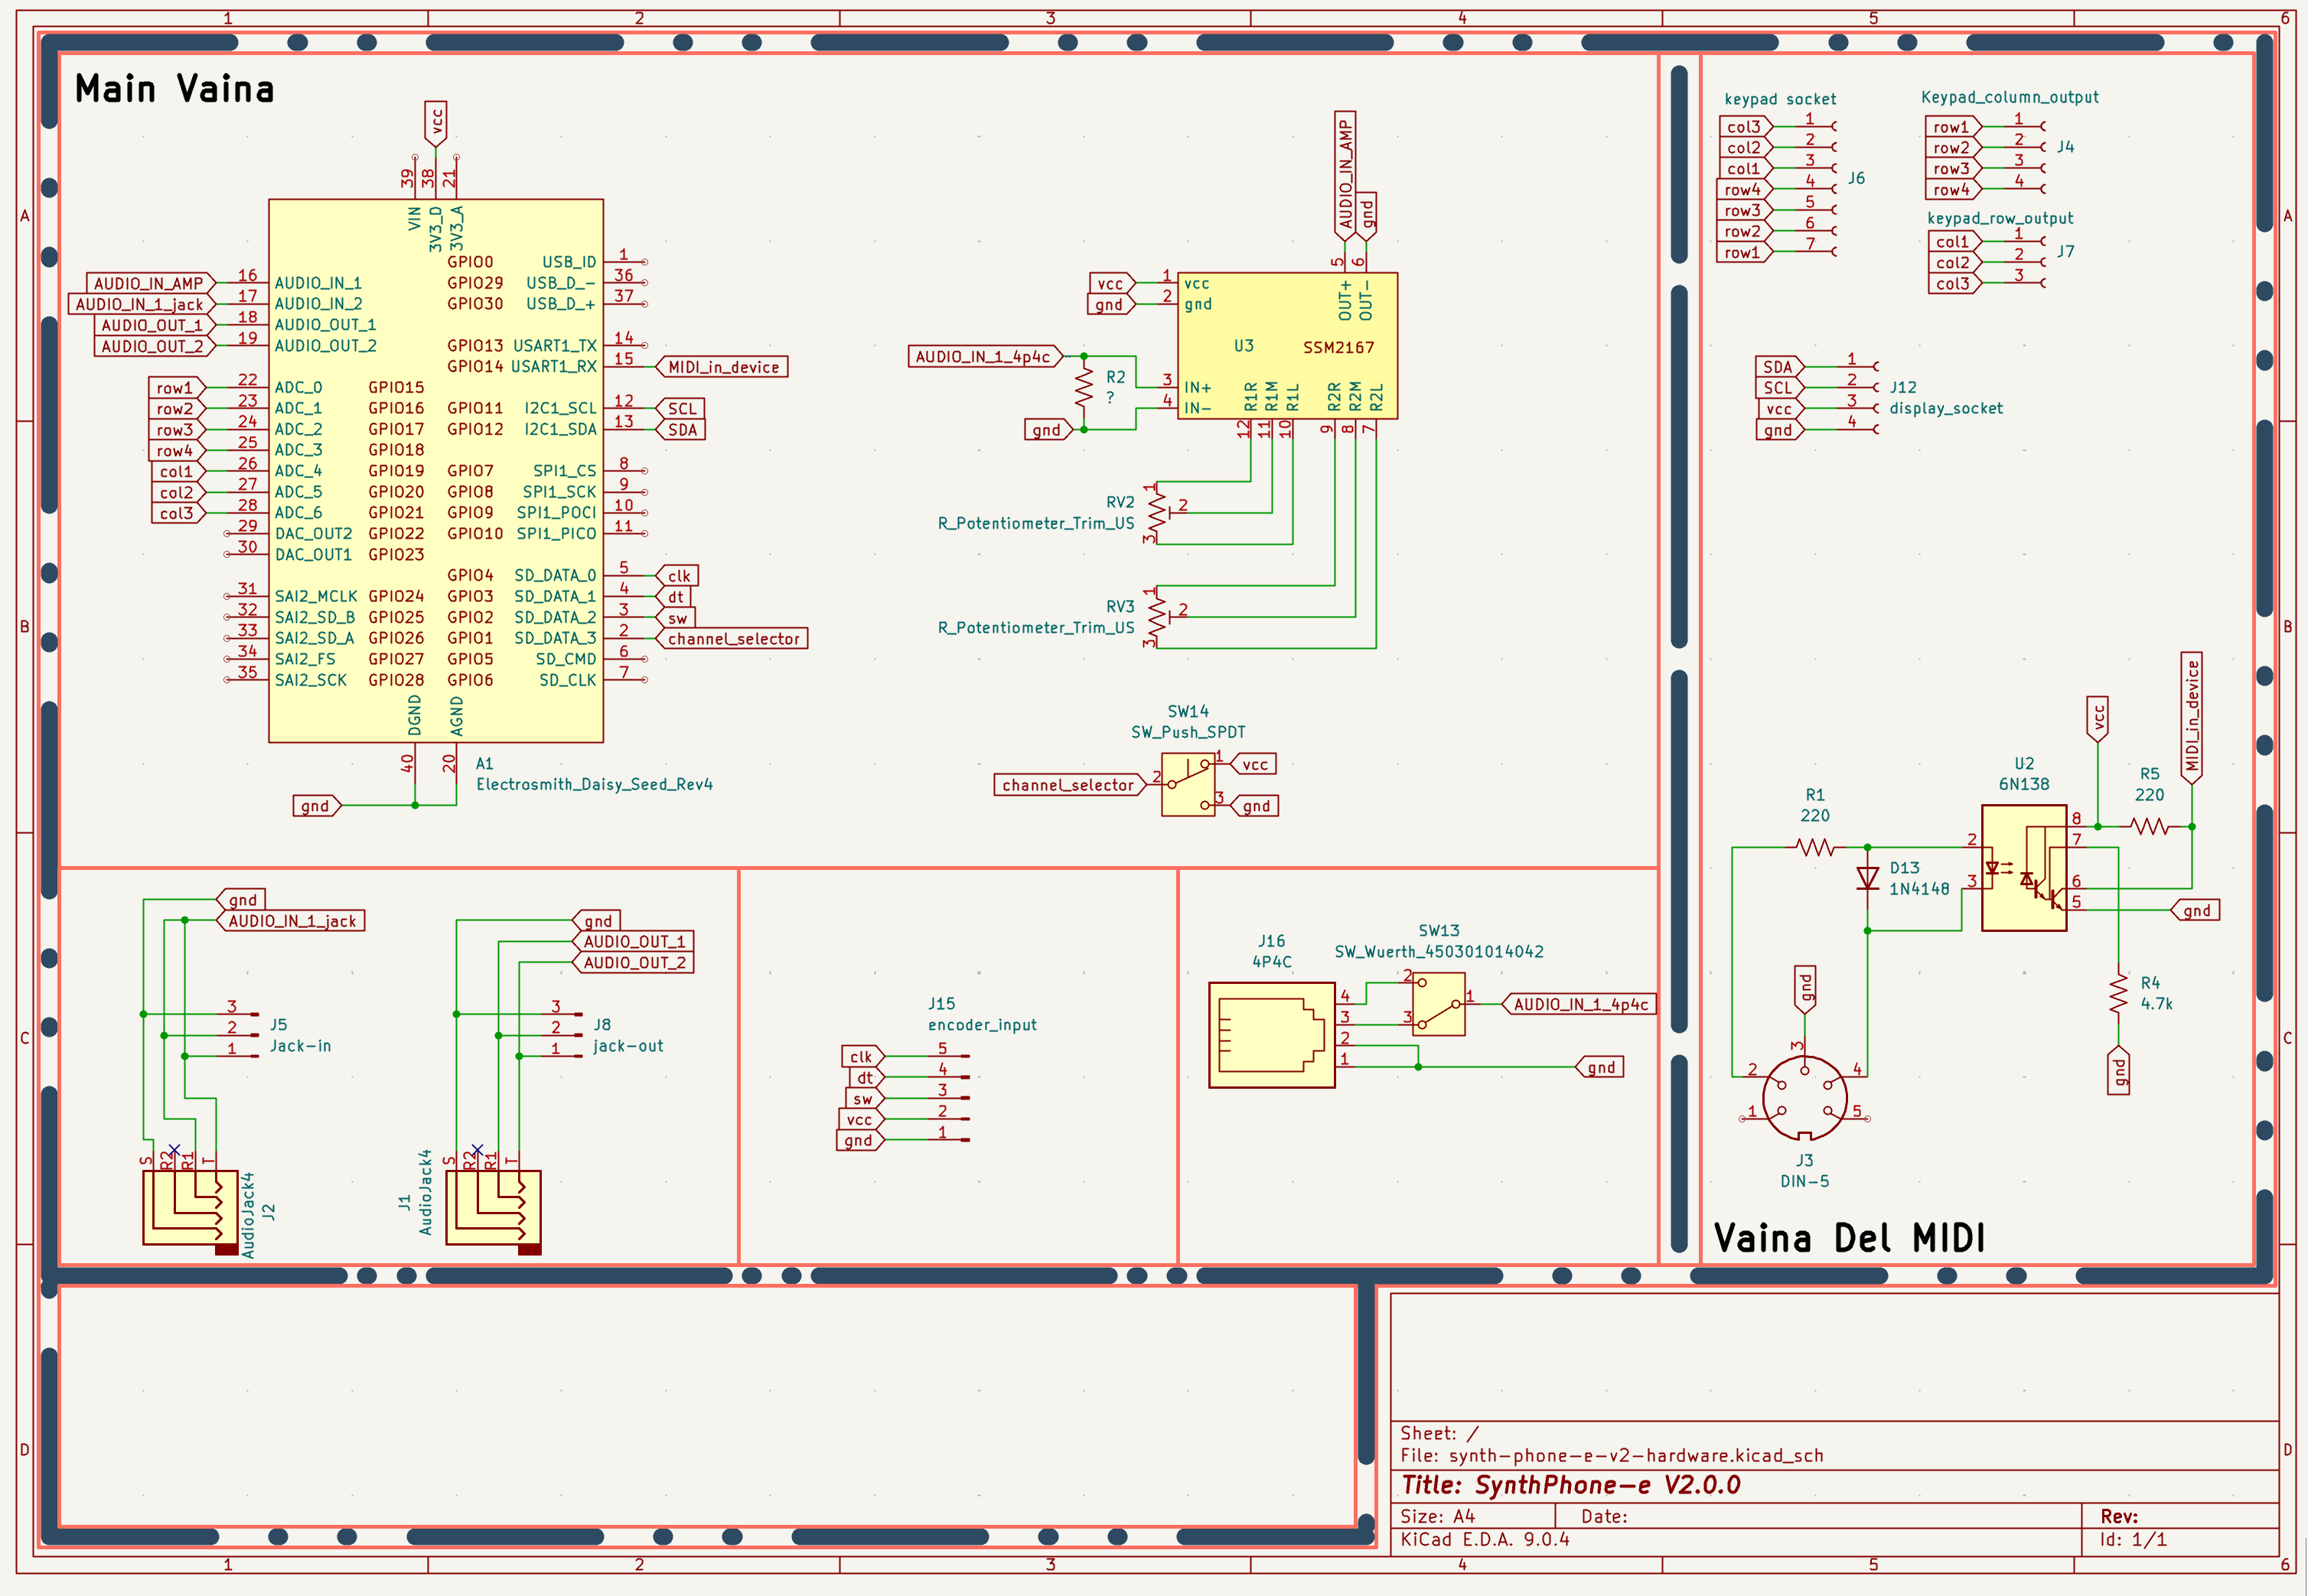 1 2 3 4 5 6
A
B
C
D
Main Vaina
vcc
39 38 21
VIN 3V3_D 3V3_A
AUDIO_IN_AMP 16 AUDIO_IN_1
AUDIO_IN_1_jack 17 AUDIO_IN_2
AUDIO_OUT_1 18 AUDIO_OUT_1
AUDIO_OUT_2 19 AUDIO_OUT_2
row1 22 ADC_0 GPIO15
row2 23 ADC_1 GPIO16
row3 24 ADC_2 GPIO17
row4 25 ADC_3 GPIO18
col1 26 ADC_4 GPIO19
col2 27 ADC_5 GPIO20
col3 28 ADC_6 GPIO21
29 DAC_OUT2 GPIO22
30 DAC_OUT1 GPIO23
31 SAI2_MCLK GPIO24
32 SAI2_SD_B GPIO25
33 SAI2_SD_A GPIO26
34 SAI2_FS GPIO27
35 SAI2_SCK GPIO28
GPIO0 USB_ID 1
GPIO29 USB_D_- 36
GPIO30 USB_D_+ 37
GPIO13 USART1_TX 14
GPIO14 USART1_RX 15 MIDI_in_device
GPIO11 I2C1_SCL 12 SCL
GPIO12 I2C1_SDA 13 SDA
GPIO7 SPI1_CS 8
GPIO8 SPI1_SCK 9
GPIO9 SPI1_POCI 10
GPIO10 SPI1_PICO 11
GPIO4 SD_DATA_0 5 clk
GPIO3 SD_DATA_1 4 dt
GPIO2 SD_DATA_2 3 sw
GPIO1 SD_DATA_3 2 channel_selector
GPIO5 SD_CMD 6
GPIO6 SD_CLK 7
DGND AGND
40 20
gnd
A1
Electrosmith_Daisy_Seed_Rev4
AUDIO_IN_AMP gnd
5 6
OUT+ OUT-
vcc 1 vcc
gnd 2 gnd
U3 SSM2167
AUDIO_IN_1_4p4c
R2
?
3 IN+
4 IN-
gnd
R1R R1M R1L R2R R2M R2L
12 11 10 9 8 7
RV2
R_Potentiometer_Trim_US
1
2
3
RV3
R_Potentiometer_Trim_US
1
2
3
SW14
SW_Push_SPDT
channel_selector 2
1 vcc
3 gnd
gnd
AUDIO_IN_1_jack
3
2
1
J5
Jack-in
S R2 R1 T
AudioJack4
J2
gnd
AUDIO_OUT_1
AUDIO_OUT_2
3
2
1
J8
jack-out
S R2 R1 T
J1
AudioJack4
J15
encoder_input
clk 5
dt 4
sw 3
vcc 2
gnd 1
J16
4P4C
4
3
2
1
SW13
SW_Wuerth_450301014042
2
3
1
AUDIO_IN_1_4p4c
gnd
keypad socket
col3 1
col2 2
col1 3
row4 4
row3 5
row2 6
row1 7
J6
Keypad_column_output
row1 1
row2 2
row3 3
row4 4
J4
keypad_row_output
col1 1
col2 2
col3 3
J7
SDA 1
SCL 2
vcc 3
gnd 4
J12
display_socket
vcc
MIDI_in_device
U2
6N138
R5
220
R1
220
D13
1N4148
2
3
8
7
6
5
gnd
R4
4.7k
gnd
gnd
3
2 4
1 5
J3
DIN-5
Vaina Del MIDI
Sheet: /
File: synth-phone-e-v2-hardware.kicad_sch
Title: SynthPhone-e V2.0.0
Size: A4 Date: Rev:
KiCad E.D.A. 9.0.4 Id: 1/1
A
B
C
D
1 2 3 4 5 6